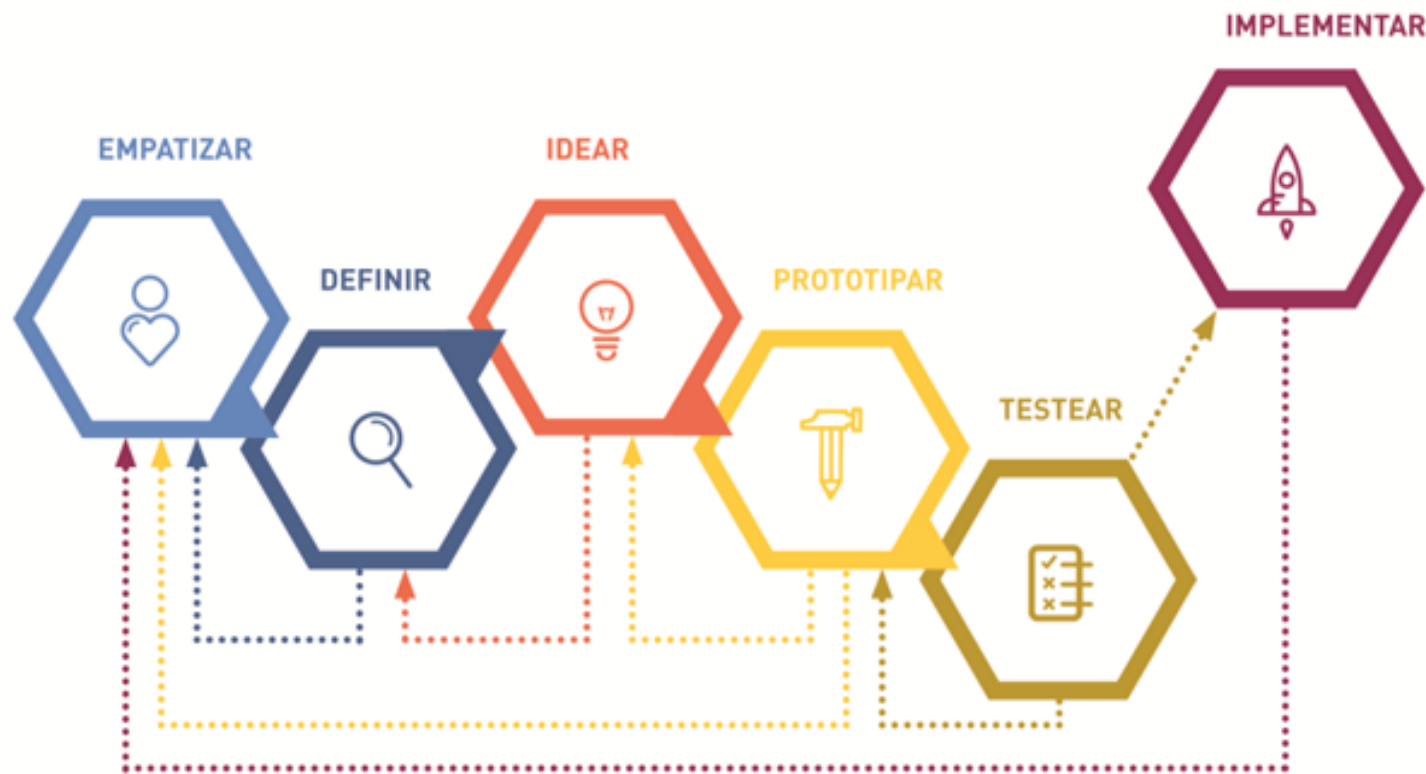 IMPLEMENTAR
EMPATIZAR
IDEAR
DEFINIR
PROTOTIPAR
TESTEAR